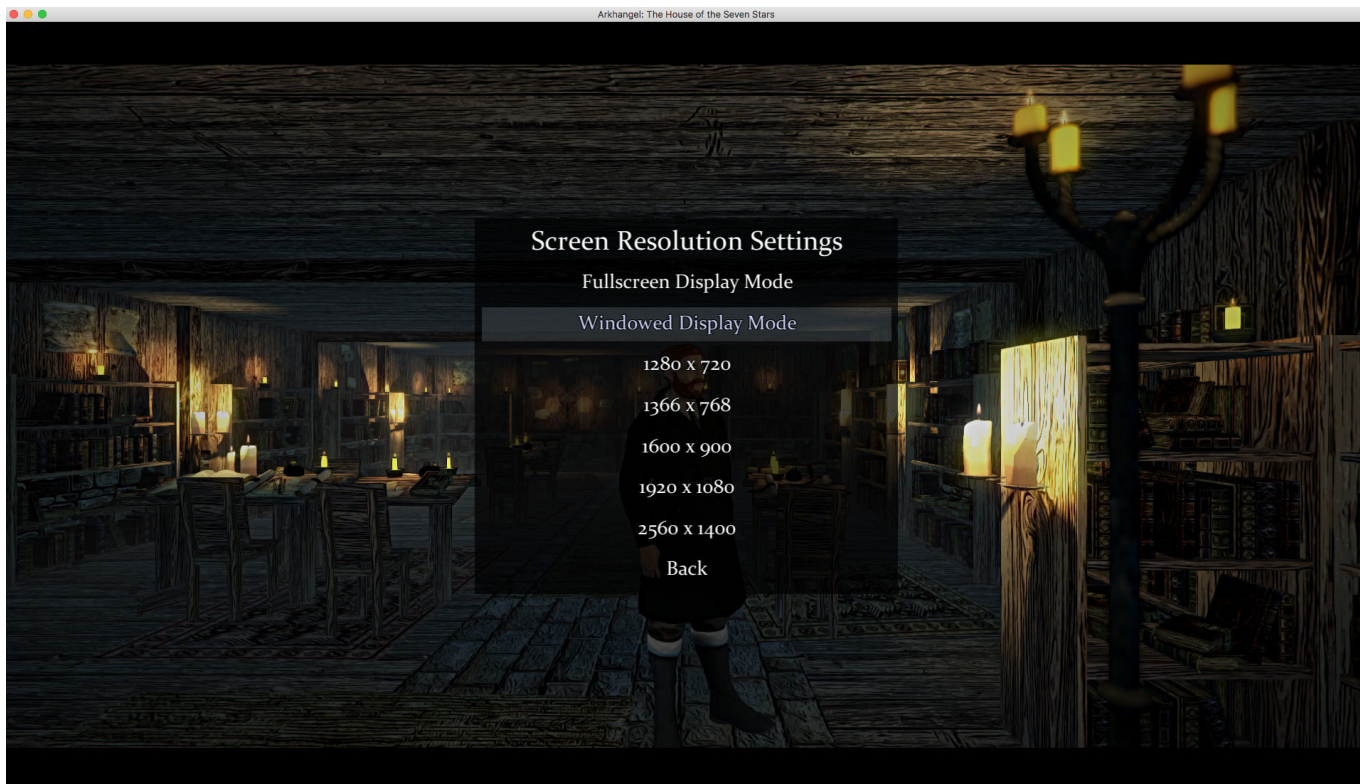 Arkhangel: The House of the Seven Stars
Screen Resolution Settings
Fullscreen Display Mode
Windowed Display Mode
1280 x 720
1366 x 768
1600 x 900
1920 x 1080
2560 x 1400
Back